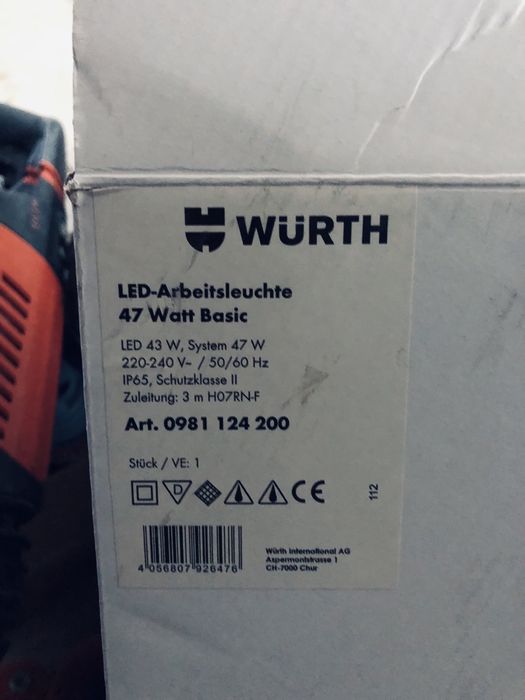 WÜRTH
LED-Arbeitsleuchte
47 Watt Basic
LED 43 W, System 47 W
220-240 V~ / 50/60 Hz
IP65, Schutzklasse II
Zuleitung: 3 m H07RN-F
Art. 0981 124 200
Stück / VE: 1
D CE
112
4 056807 926476
Würth International AG
Aspermontstrasse 1
CH-7000 Chur